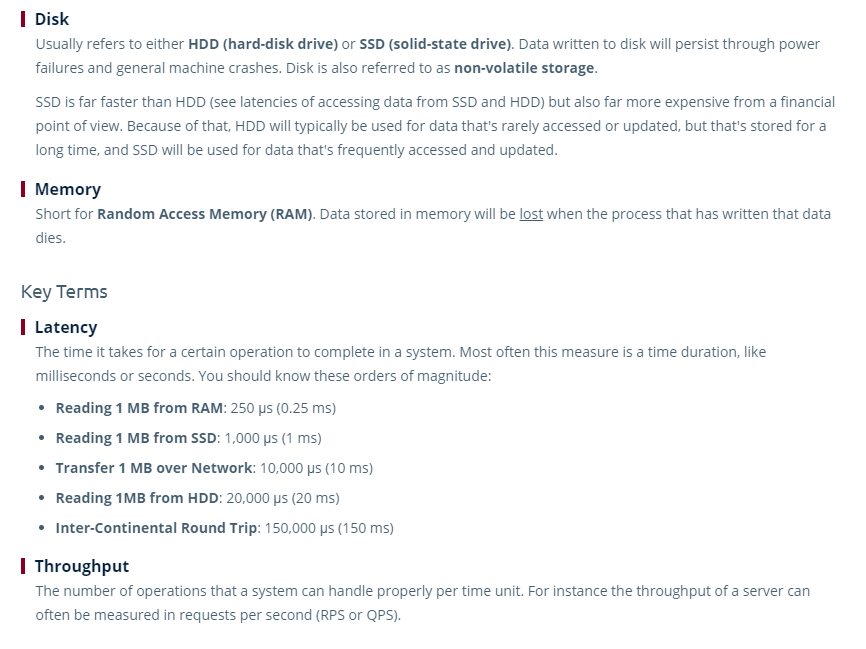 Disk
Usually refers to either HDD (hard-disk drive) or SSD (solid-state drive). Data written to disk will persist through power
failures and general machine crashes. Disk is also referred to as non-volatile storage.
SSD is far faster than HDD (see latencies of accessing data from SSD and HDD) but also far more expensive from a financial
point of view. Because of that, HDD will typically be used for data that's rarely accessed or updated, but that's stored for a
long time, and SSD will be used for data that's frequently accessed and updated.
Memory
Short for Random Access Memory (RAM). Data stored in memory will be lost when the process that has written that data
dies.
Key Terms
Latency
The time it takes for a certain operation to complete in a system. Most often this measure is a time duration, like
milliseconds or seconds. You should know these orders of magnitude:
• Reading 1 MB from RAM: 250 μs (0.25 ms)
• Reading 1 MB from SSD: 1,000 μs (1 ms)
• Transfer 1 MB over Network: 10,000 μs (10 ms)
• Reading 1MB from HDD: 20,000 μs (20 ms)
• Inter-Continental Round Trip: 150,000 μs (150 ms)
Throughput
The number of operations that a system can handle properly per time unit. For instance the throughput of a server can
often be measured in requests per second (RPS or QPS).